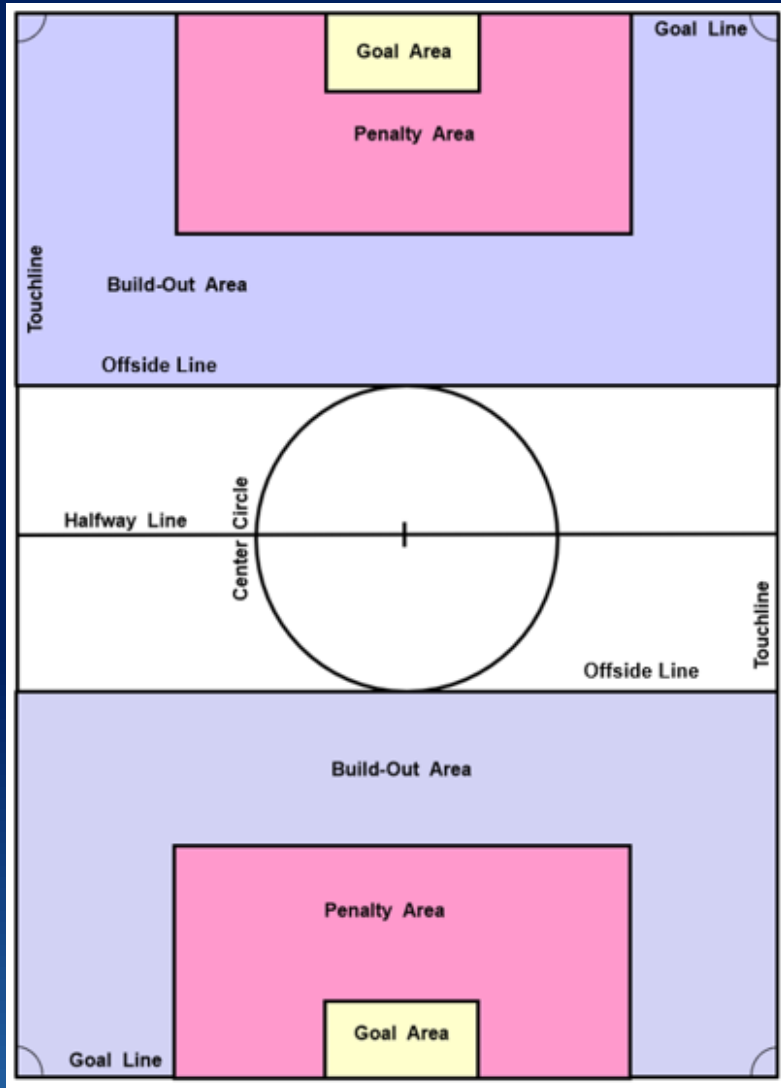 Goal Line
Goal Area
Penalty Area
Touchline
Build-Out Area
Offside Line
Halfway Line
Center Circle
Touchline
Offside Line
Build-Out Area
Penalty Area
Goal Area
Goal Line